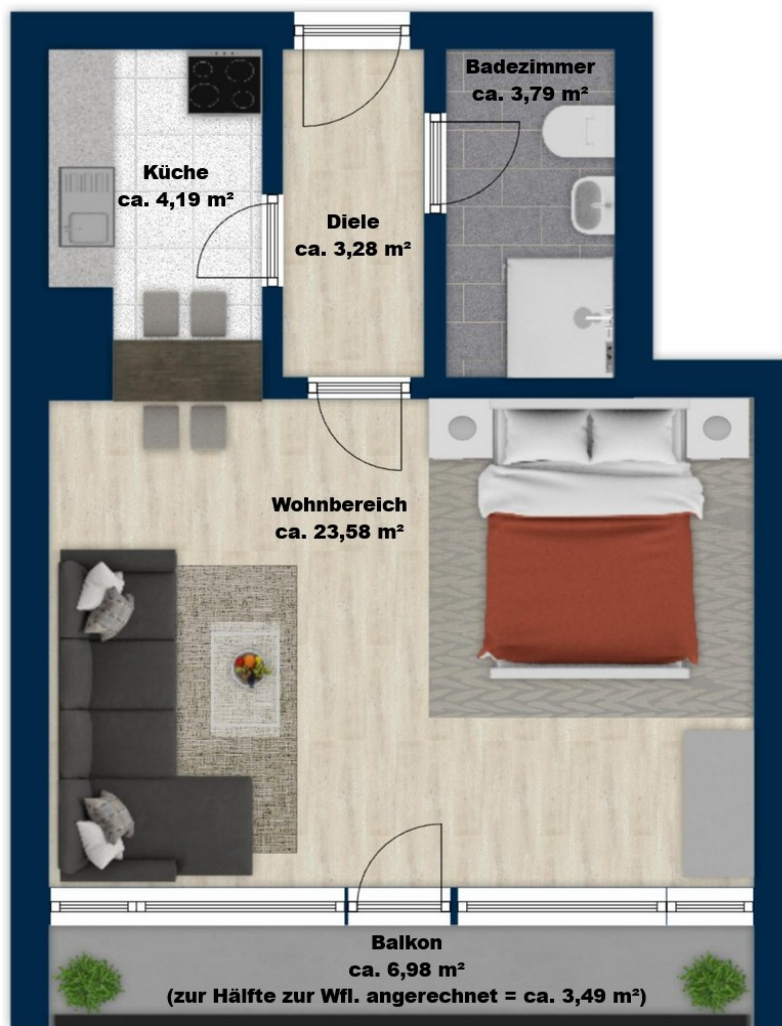 Badezimmer
ca. 3,79 m²
Küche
ca. 4,19 m²
Diele
ca. 3,28 m²
Wohnbereich
ca. 23,58 m²
Balkon
ca. 6,98 m²
(zur Hälfte zur Wfl. angerechnet = ca. 3,49 m²)